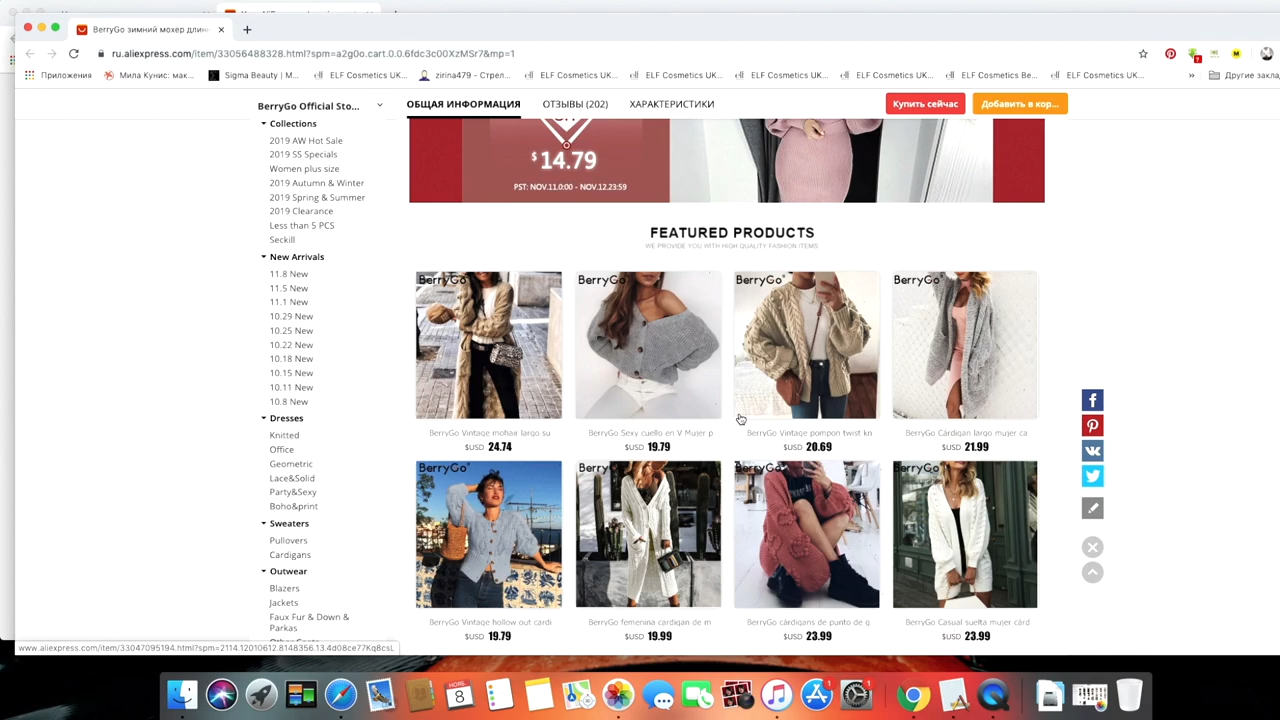 BerryGo зимний мохер длинн
ru.aliexpress.com/item/33056488328.html?spm=a2g0o.cart.0.0.6fdc3c00XzMSr7&mp=1
Приложения
Мила Кунис: мак...
Sigma Beauty | M...
ELF Cosmetics UK...
zirina479 – Стрел...
ELF Cosmetics UK...
ELF Cosmetics UK...
ELF Cosmetics UK...
ELF Cosmetics UK...
ELF Cosmetics Be...
ELF Cosmetics UK...
»
Другие закла
BerryGo Official Sto...
ОБЩАЯ ИНФОРМАЦИЯ
ОТЗЫВЫ (202)
ХАРАКТЕРИСТИКИ
Купить сейчас
Добавить в кор...
Collections
2019 AW Hot Sale
2019 SS Specials
Women plus size
2019 Autumn & Winter
2019 Spring & Summer
2019 Clearance
Less than 5 PCS
Seckill
New Arrivals
11.8 New
11.5 New
11.1 New
10.29 New
10.25 New
10.22 New
10.18 New
10.15 New
10.11 New
10.8 New
Dresses
Knitted
Office
Geometric
Lace&Solid
Party&Sexy
Boho&print
Sweaters
Pullovers
Cardigans
Outwear
Blazers
Jackets
Faux Fur & Down &
Parkas
$14.79
PST: NOV.11.0:00 - NOV.12.23:59
FEATURED PRODUCTS
WE PROVIDE YOU WITH HIGH QUALITY FASHION ITEMS
BerryGo
BerryGo
BerryGo
BerryGo
BerryGo Vintage mohair largo su
BerryGo Sexy cuello en V Mujer p
BerryGo Vintage pompon twist kn
BerryGo Cárdigan largo mujer ca
$USD 24.74
$USD 19.79
$USD 20.69
$USD 21.99
BerryGo
BerryGo
BerryGo
BerryGo
BerryGo Vintage hollow out cardi
BerryGo femenina cardigan de m
BerryGo cárdigans de punto de g
BerryGo Casual suelta mujer cárd
$USD 19.79
$USD 19.99
$USD 23.99
$USD 23.99
www.aliexpress.com/item/33047095194.html?spm=2114.12010612.8148356.13.4d08ce77Kq8csL
НОЯБ.
8
1
1